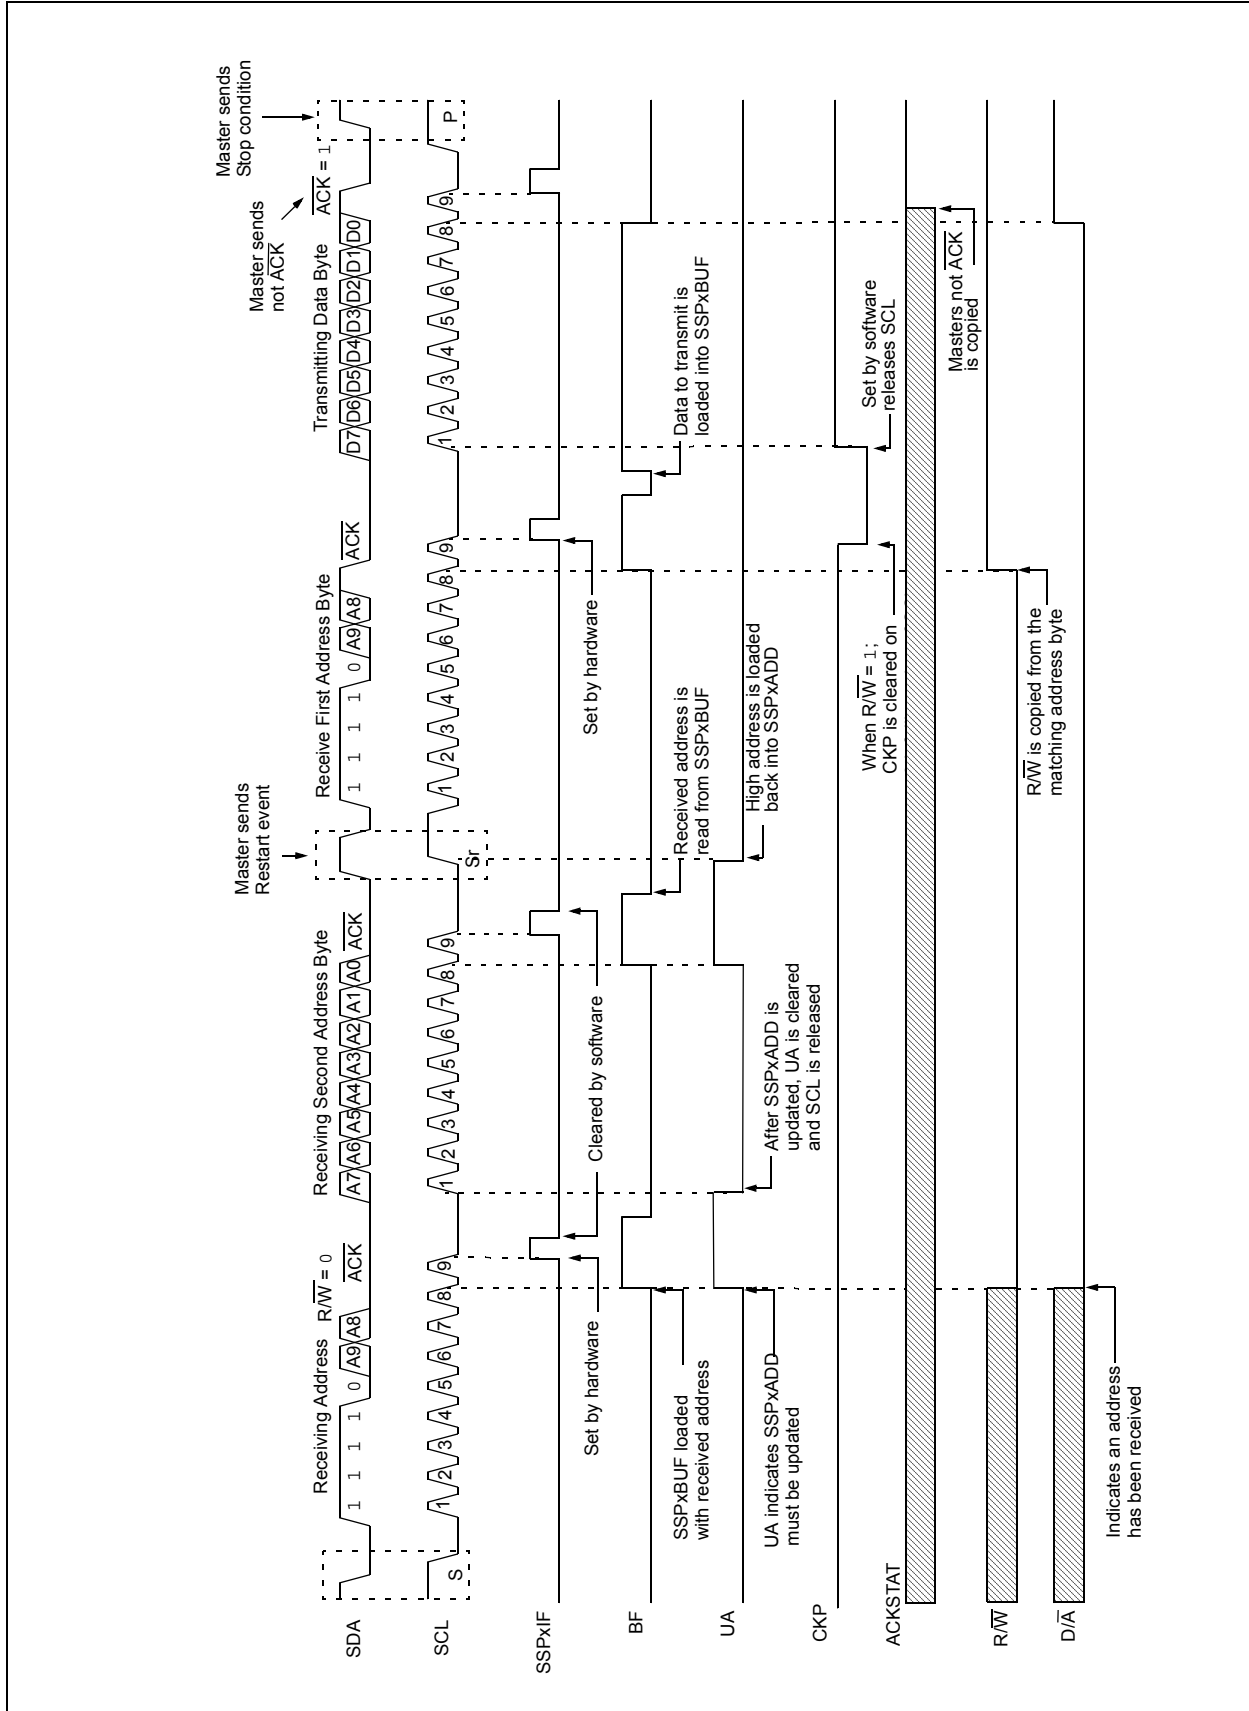 Master sends
Stop condition
Master sends
not ACK
Master sends
Restart event
Receiving Address R/W = 0
ACK
Receiving Second Address Byte
ACK
Receive First Address Byte
ACK
Transmitting Data Byte
ACK = 1
SDA
1 1 1 1 0 A9 A8
A7 A6 A5 A4 A3 A2 A1 A0
1 1 1 1 0 A9 A8
D7 D6 D5 D4 D3 D2 D1 D0
SCL
S
1 2 3 4 5 6 7 8 9
1 2 3 4 5 6 7 8 9
Sr
1 2 3 4 5 6 7 8 9
1 2 3 4 5 6 7 8 9
P
SSPxIF
Set by hardware
Cleared by software
Set by hardware
BF
SSPxBUF loaded
with received address
Received address is
read from SSPxBUF
Data to transmit is
loaded into SSPxBUF
UA
UA indicates SSPxADD
must be updated
After SSPxADD is
updated, UA is cleared
and SCL is released
High address is loaded
back into SSPxADD
CKP
When R/W = 1;
CKP is cleared on
Set by software
releases SCL
ACKSTAT
Masters not ACK
is copied
R/W
R/W is copied from the
matching address byte
D/A
Indicates an address
has been received